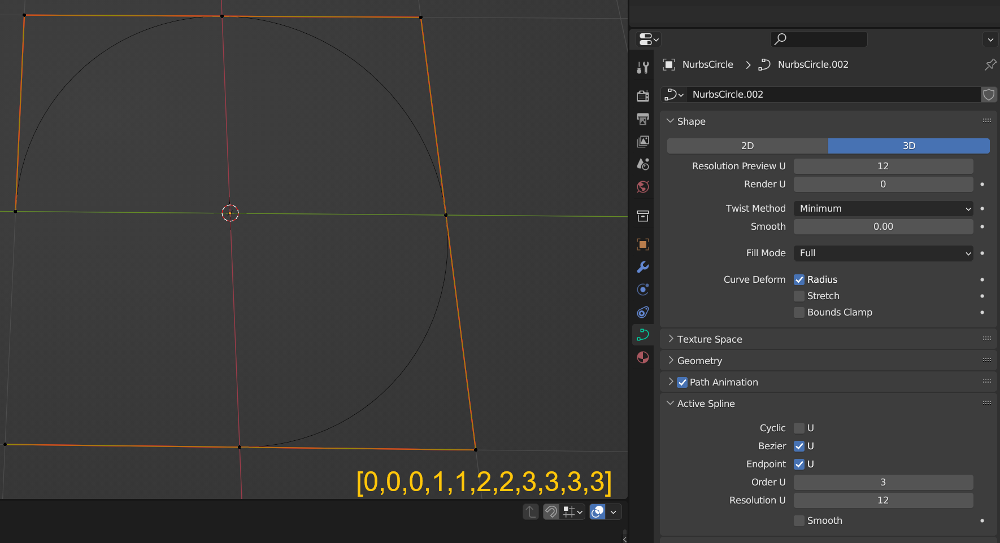 NurbsCircle > NurbsCircle.002
NurbsCircle.002
Shape
2D 3D
Resolution Preview U 12
Render U 0
Twist Method Minimum
Smooth 0.00
Fill Mode Full
Curve Deform Radius
Stretch
Bounds Clamp
Texture Space
Geometry
Path Animation
Active Spline
Cyclic U
Bezier U
Endpoint U
Order U 3
Resolution U 12
Smooth
[0,0,0,1,1,2,2,3,3,3,3]